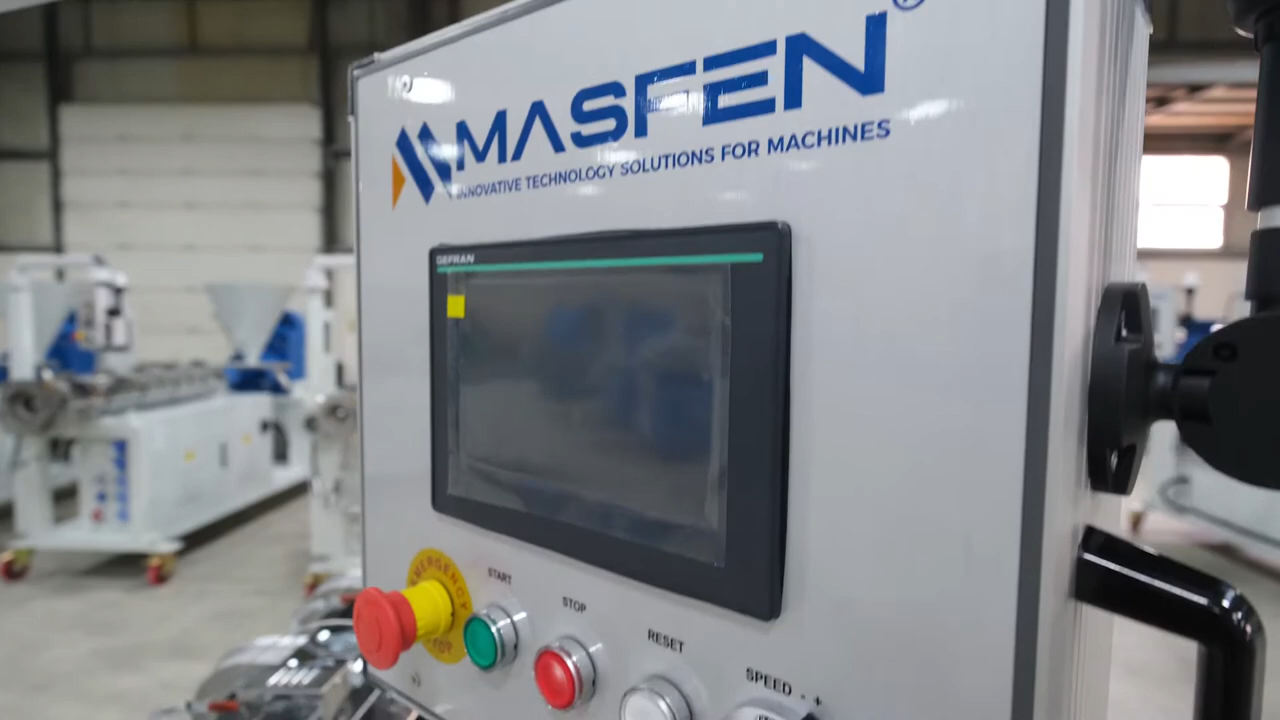 MASFEN®
INNOVATIVE TECHNOLOGY SOLUTIONS FOR MACHINES
GEFRAN
EMERGENCY
STOP
START
STOP
RESET
SPEED - +